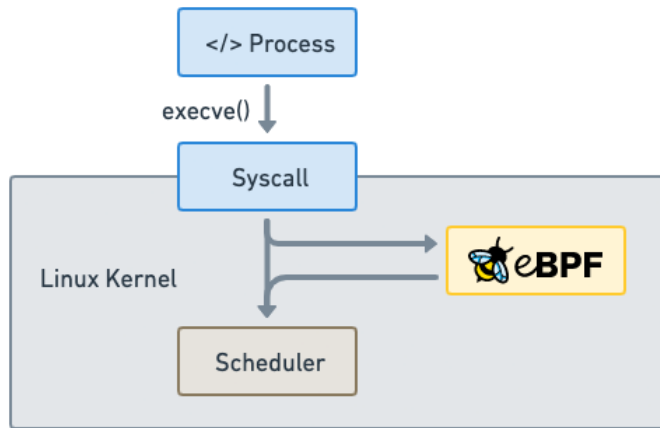 </> Process
execve()
Syscall
Linux Kernel
eBPF
Scheduler